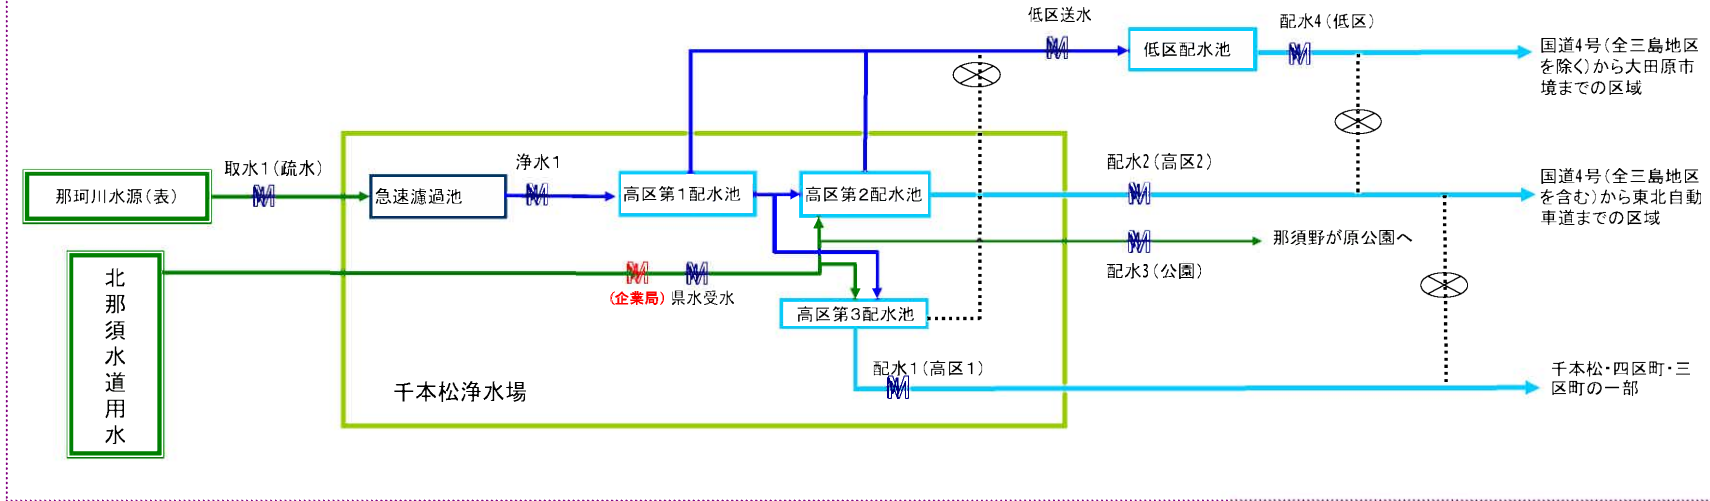 低区送水
配水4(低区)
低区配水池
国道4号(全三島地区
を除く)から大田原市
境までの区域
取水1(疏水)
浄水1
配水2(高区2)
那珂川水源(表)
急速濾過池
高区第1配水池
高区第2配水池
国道4号(全三島地区
を含む)から東北自動
車道までの区域
那須野が原公園へ
配水3(公園)
北那須水道用水
(企業局)
県水受水
高区第3配水池
配水1(高区1)
千本松浄水場
千本松・四区町・三
区町の一部